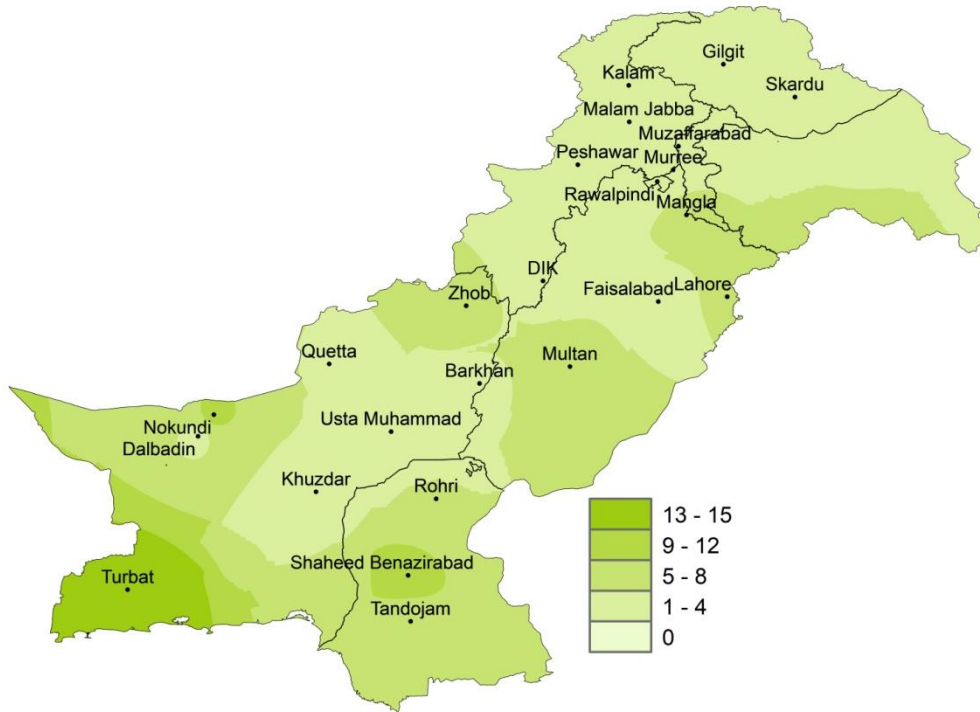 Gilgit
Kalam
Skardu
Malam Jabba
Muzaffarabad
Peshawar
Murree
Rawalpindi
Mangla
DIK
Zhob
Faisalabad
Lahore
Quetta
Multan
Barkhan
Nokundi
Usta Muhammad
Dalbadin
Khuzdar
Rohri
13 - 15
9 - 12
Shaheed Benazirabad
Turbat
5 - 8
Tandojam
1 - 4
0